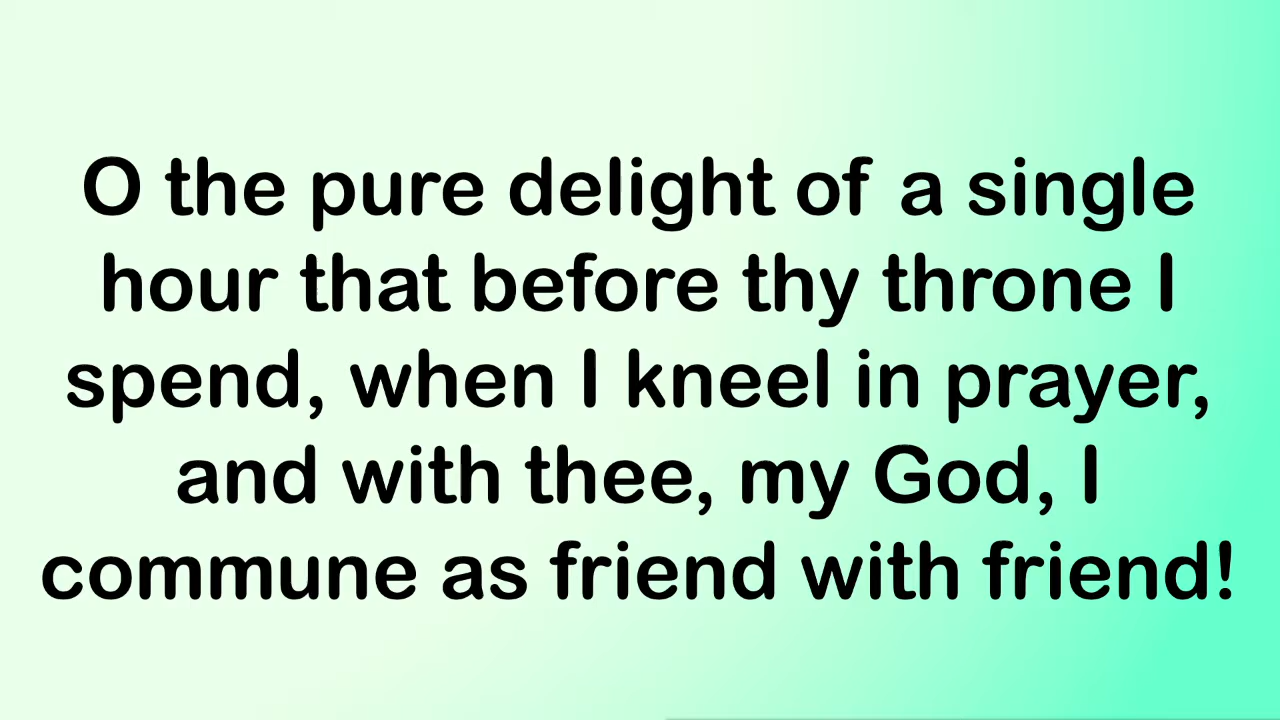 O the pure delight of a single
hour that before thy throne I
spend, when I kneel in prayer,
and with thee, my God, I
commune as friend with friend!